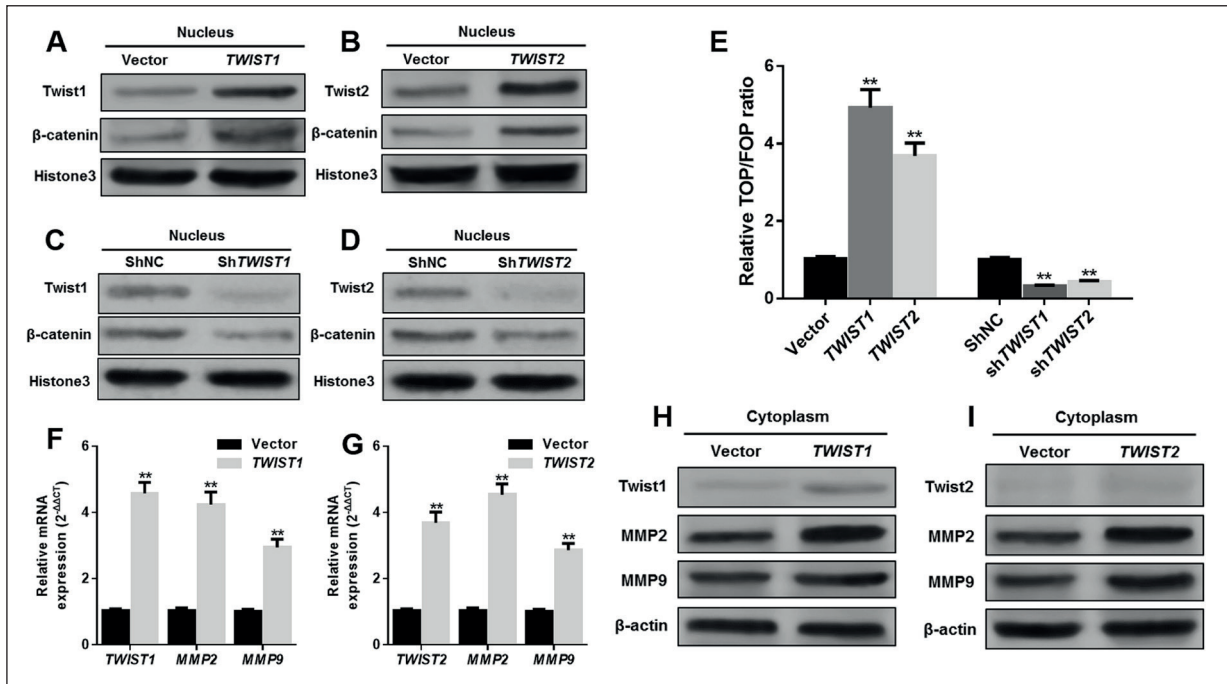 A
Nucleus
Vector TWIST1
Twist1
β-catenin
Histone3
B
Nucleus
Vector TWIST2
Twist2
β-catenin
Histone3
C
Nucleus
ShNC ShTWIST1
Twist1
β-catenin
Histone3
D
Nucleus
ShNC ShTWIST2
Twist2
β-catenin
Histone3
E
Relative TOP/FOP ratio
6
4
2
0
** ** ** **
Vector TWIST1 TWIST2 ShNC shTWIST1 shTWIST2
F
Vector
TWIST1
Relative mRNA
expression (2-ΔΔCT)
6
4
2
0
** ** **
TWIST1 MMP2 MMP9
G
Vector
TWIST2
Relative mRNA
expression (2-ΔΔCT)
6
4
2
0
** ** **
TWIST2 MMP2 MMP9
H
Cytoplasm
Vector TWIST1
Twist1
MMP2
MMP9
β-actin
I
Cytoplasm
Vector TWIST2
Twist2
MMP2
MMP9
β-actin